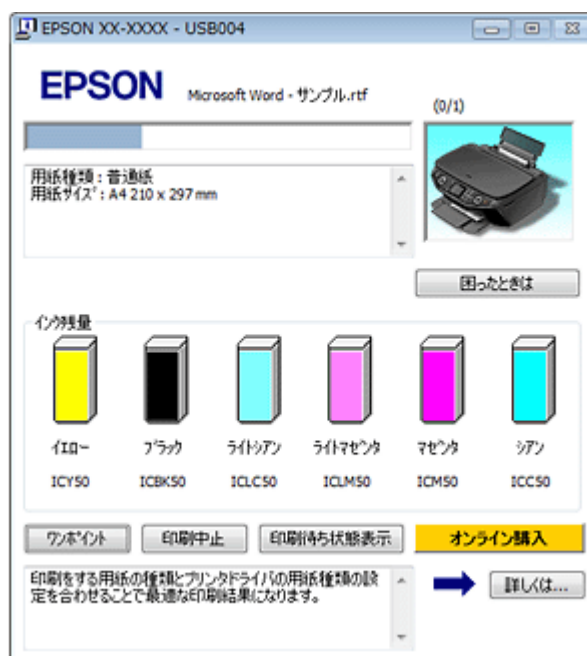 EPSON XX-XXXX - USB004
EPSON Microsoft Word - サンプル.rtf
(0/1)
用紙種類 : 普通紙
用紙サイズ : A4 210 x 297 mm
困ったときは
インク残量
イエロー ブラック ライトシアン ライトマゼンタ マゼンタ シアン
ICY50 ICBK50 ICLC50 ICLM50 ICM50 ICC50
ワンポイント 印刷中止 印刷待ち状態表示 オンライン購入
印刷をする用紙の種類とプリンタドライバの用紙種類の設
定を合わせることで最適な印刷結果になります。
詳しくは...